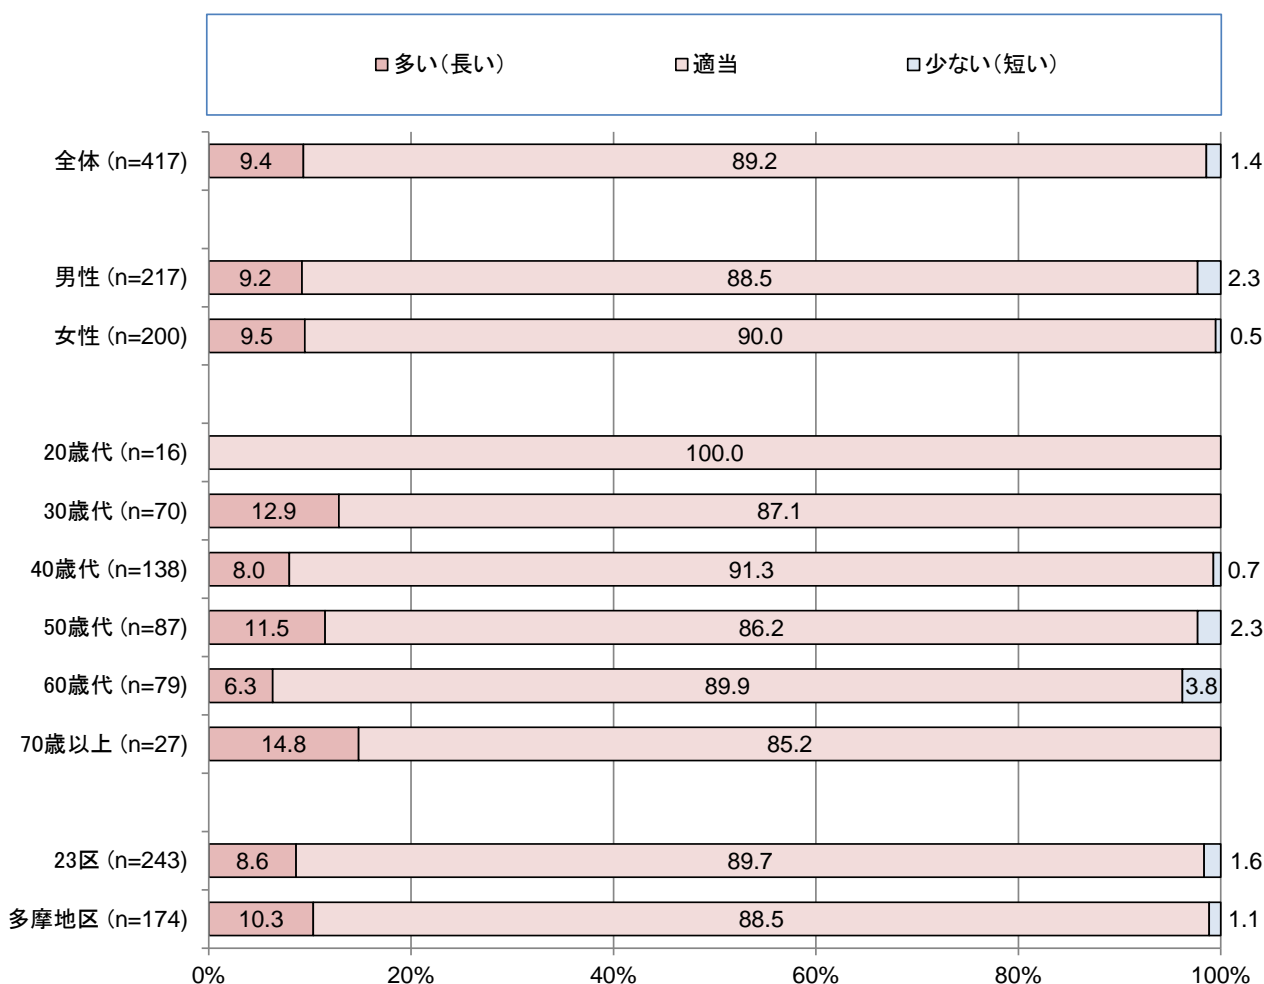 多い(長い) 適当 少ない(短い)
全体 (n=417) 9.4 89.2 1.4
男性 (n=217) 9.2 88.5 2.3
女性 (n=200) 9.5 90.0 0.5
20歳代 (n=16) 100.0
30歳代 (n=70) 12.9 87.1
40歳代 (n=138) 8.0 91.3 0.7
50歳代 (n=87) 11.5 86.2 2.3
60歳代 (n=79) 6.3 89.9 3.8
70歳以上 (n=27) 14.8 85.2
23区 (n=243) 8.6 89.7 1.6
多摩地区 (n=174) 10.3 88.5 1.1
0% 20% 40% 60% 80% 100%